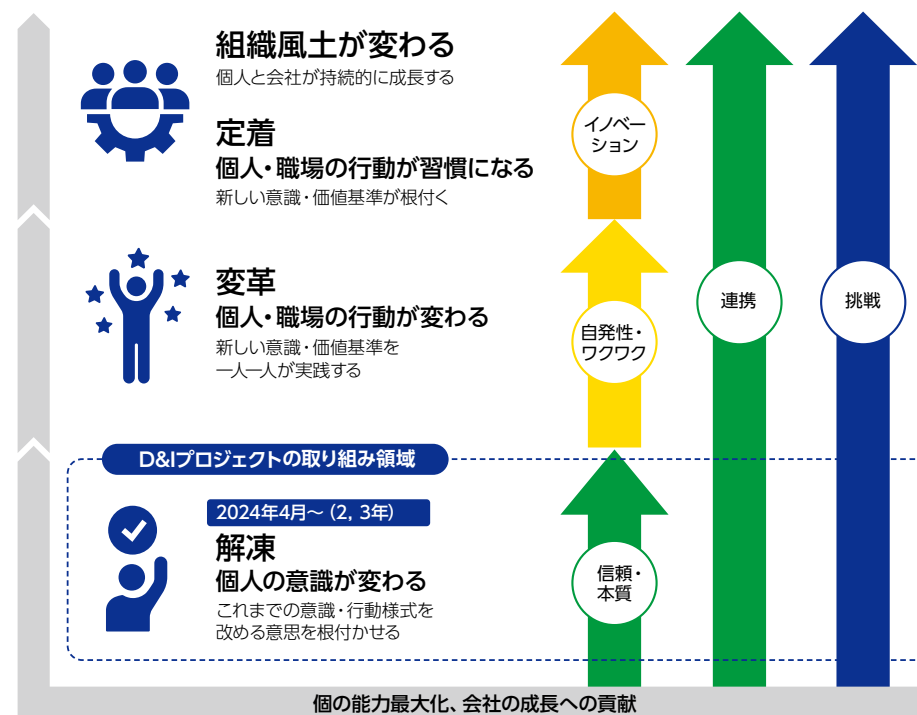 組織風土が変わる
個人と会社が持続的に成長する
定着
個人・職場の行動が習慣になる
新しい意識・価値基準が根付く
変革
個人・職場の行動が変わる
新しい意識・価値基準を
一人一人が実践する
D&Iプロジェクトの取り組み領域
2024年4月～（2, 3年）
解凍
個人の意識が変わる
これまでの意識・行動様式を
改める意思を根付かせる
イノベー
ション
自発性・
ワクワク
信頼・
本質
連携
挑戦
個の能力最大化、会社の成長への貢献